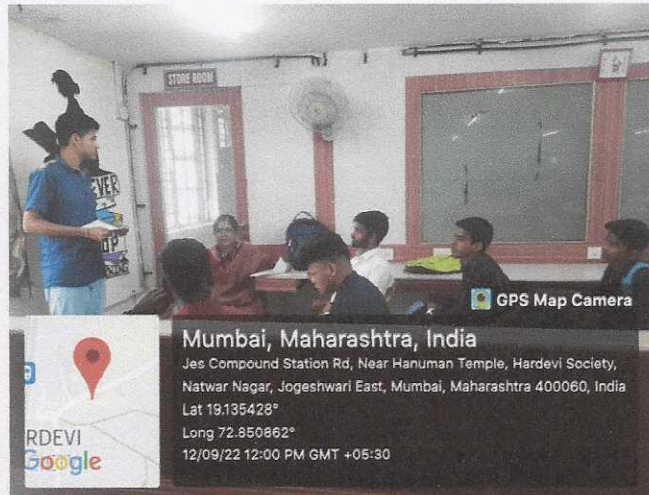 STORE ROOM
EVER
GPS Map Camera
Mumbai, Maharashtra, India
Jes Compound Station Rd, Near Hanuman Temple, Hardevi Society,
Natwar Nagar, Jogeshwari East, Mumbai, Maharashtra 400060, India
Lat 19.135428°
Long 72.850862°
12/09/22 12:00 PM GMT +05:30
RDEVI
Google